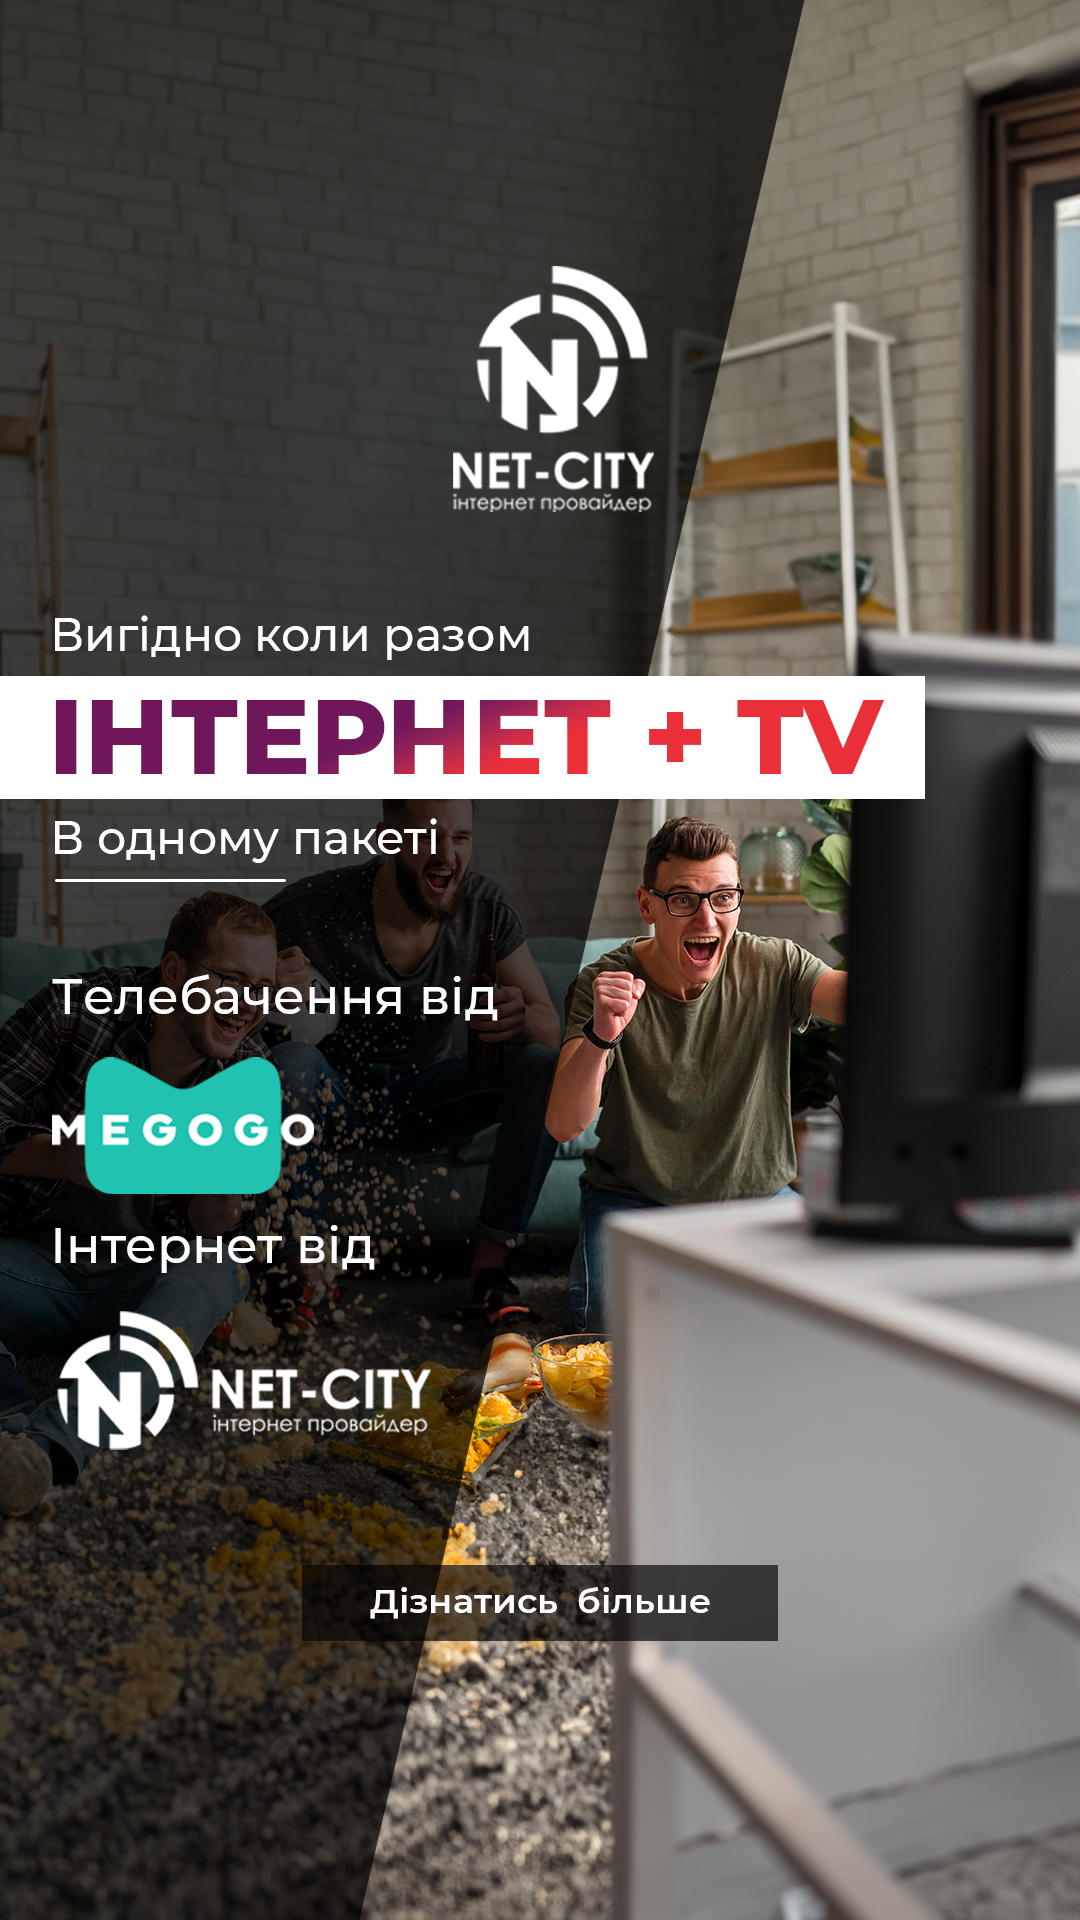 NET-CITY
інтернет провайдер
Вигідно коли разом
ІНТЕРНЕТ + TV
В одному пакеті
Телебачення від
MEGOGO
Інтернет від
NET-CITY
інтернет провайдер
Дізнатись більше